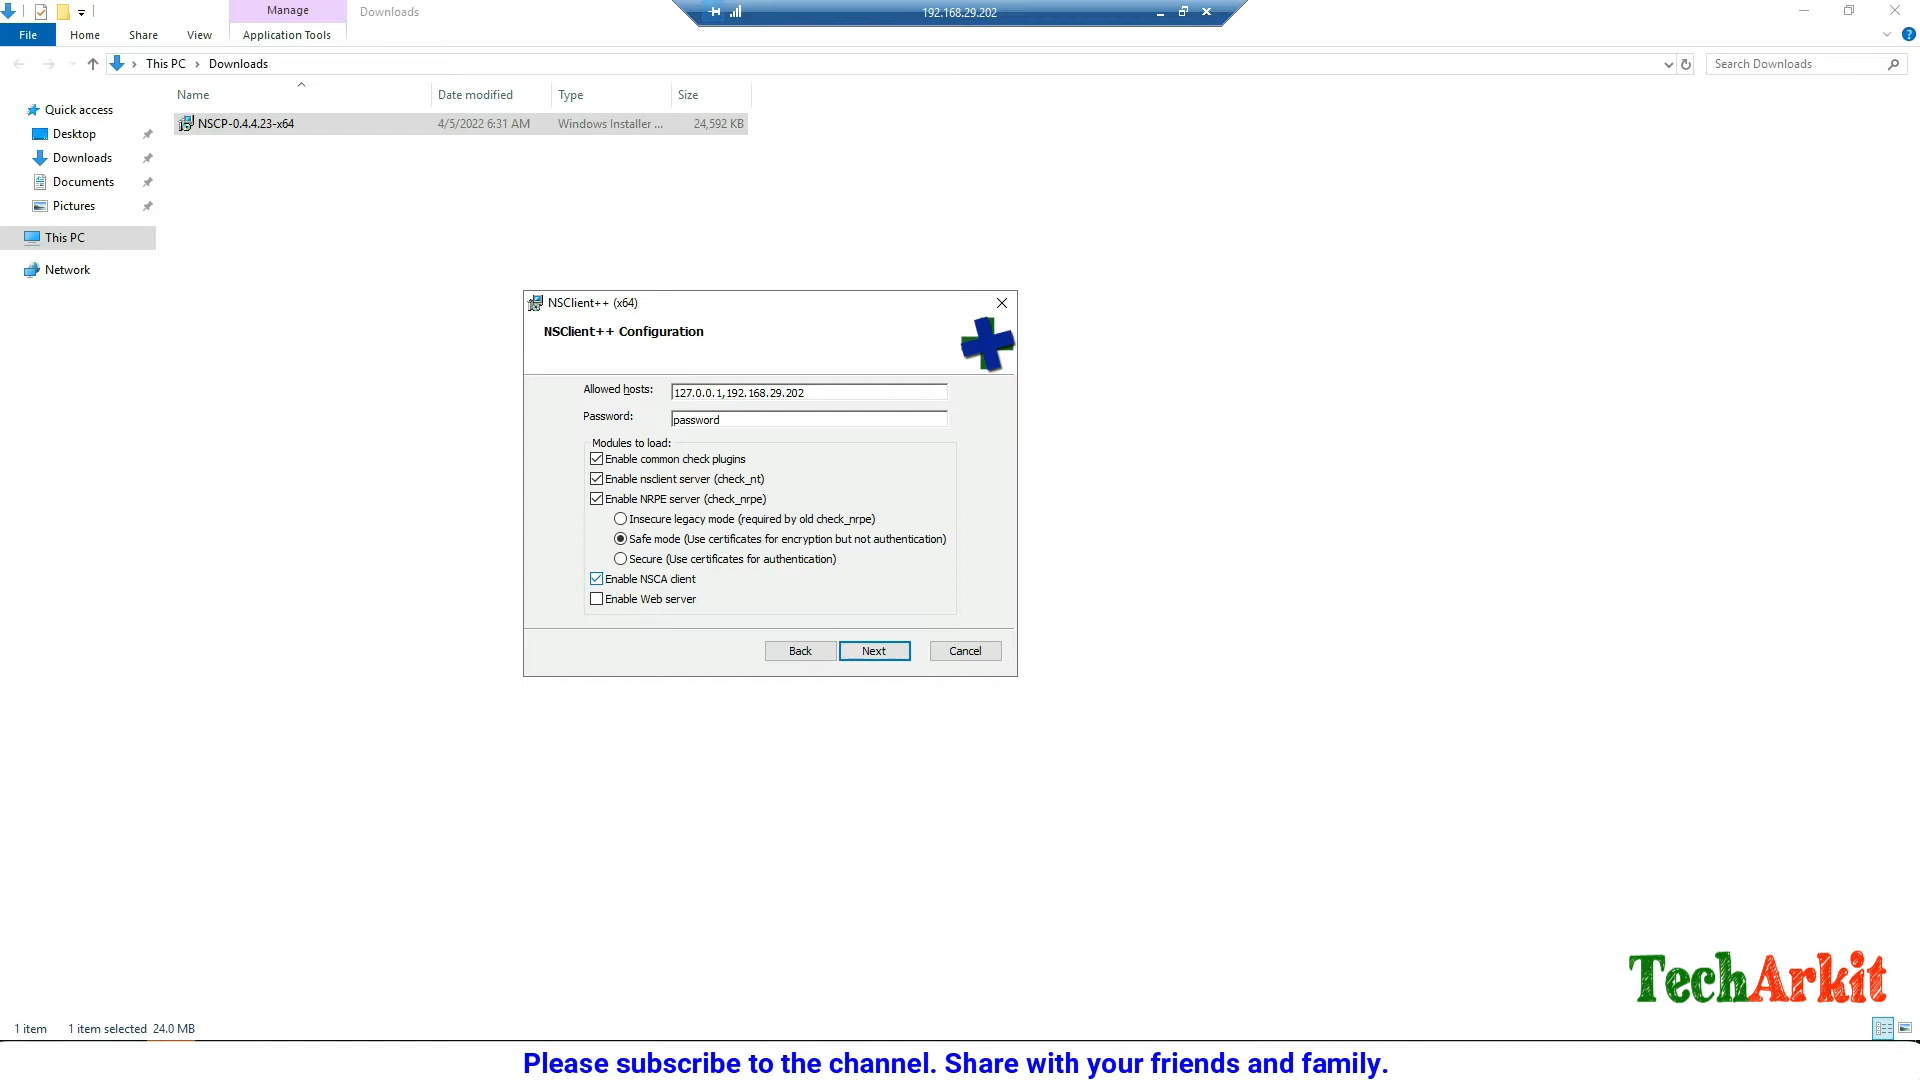 Manage
Downloads
192.168.29.202
File
Home
Share
View
Application Tools
This PC
Downloads
Search Downloads
Name
Date modified
Type
Size
NSCP-0.4.4.23-x64
4/5/2022 6:31 AM
Windows Installer ...
24,592 KB
Quick access
Desktop
Downloads
Documents
Pictures
This PC
Network
NSClient++ (x64)
NSClient++ Configuration
Allowed hosts:
127.0.0.1,192.168.29.202
Password:
password
Modules to load:
Enable common check plugins
Enable nsclient server (check_nt)
Enable NRPE server (check_nrpe)
Insecure legacy mode (required by old check_nrpe)
Safe mode (Use certificates for encryption but not authentication)
Secure (Use certificates for authentication)
Enable NSCA client
Enable Web server
Back
Next
Cancel
TechArkit
1 item
1 item selected
24.0 MB
Please subscribe to the channel. Share with your friends and family.